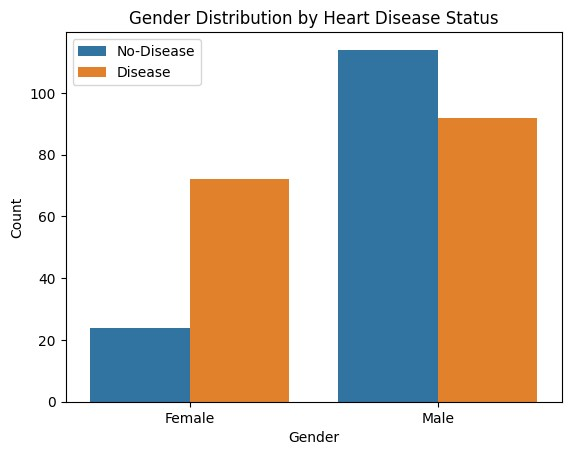 Gender Distribution by Heart Disease Status
No-Disease
Disease
100
80
60
40
20
0
Count
Female
Male
Gender